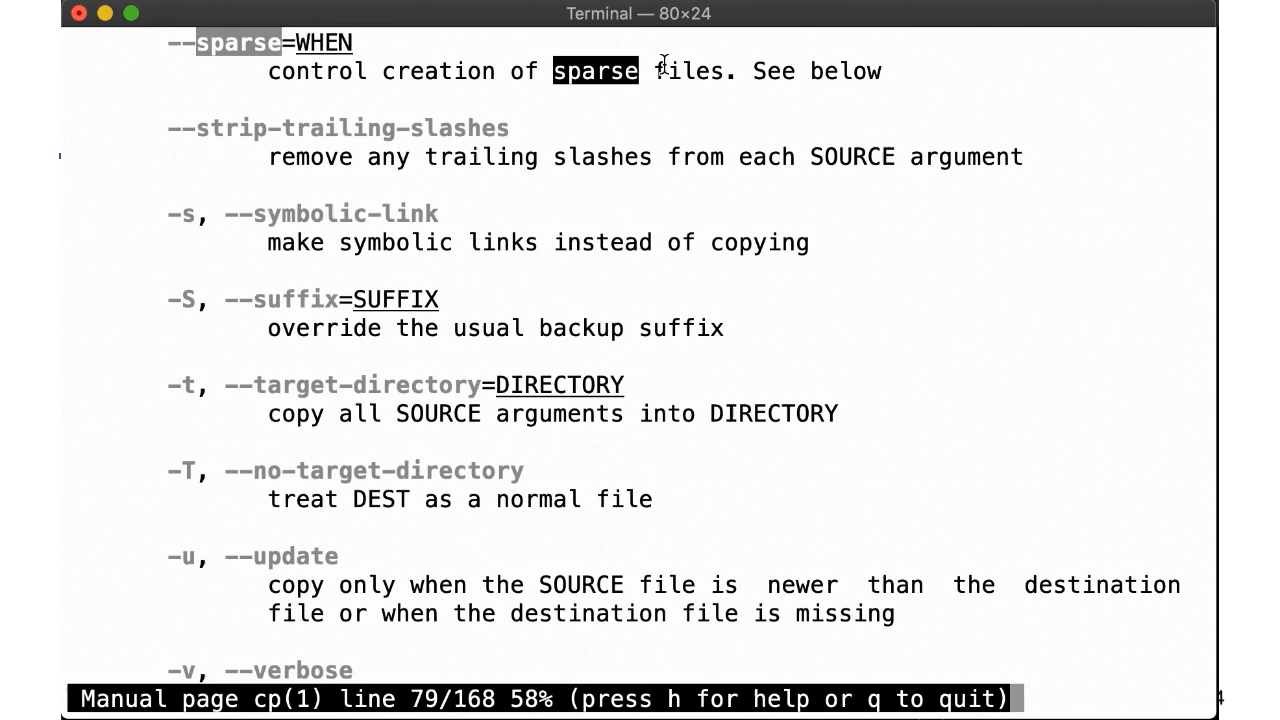 Terminal — 80×24
--sparse=WHEN
control creation of sparse files. See below
--strip-trailing-slashes
remove any trailing slashes from each SOURCE argument
-s, --symbolic-link
make symbolic links instead of copying
-S, --suffix=SUFFIX
override the usual backup suffix
-t, --target-directory=DIRECTORY
copy all SOURCE arguments into DIRECTORY
-T, --no-target-directory
treat DEST as a normal file
-u, --update
copy only when the SOURCE file is  newer  than  the  destination
file or when the destination file is missing
-v, --verbose
Manual page cp(1) line 79/168 58% (press h for help or q to quit)